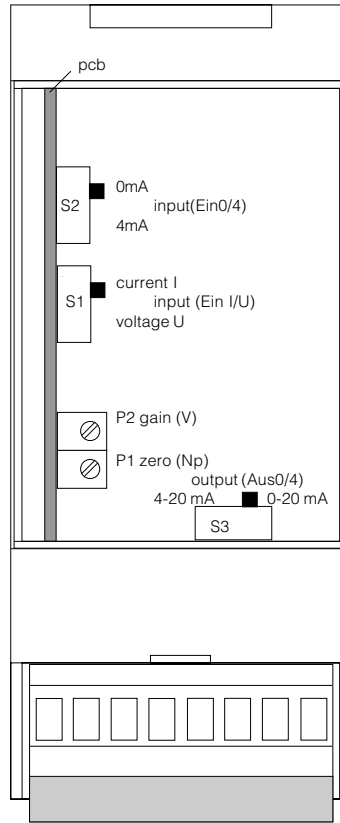 pcb
0mA
S2
input(Ein0/4)
4mA
current I
S1
input (Ein I/U)
voltage U
P2 gain (V)
P1 zero (Np)
output (Aus0/4)
4-20 mA 0-20 mA
S3